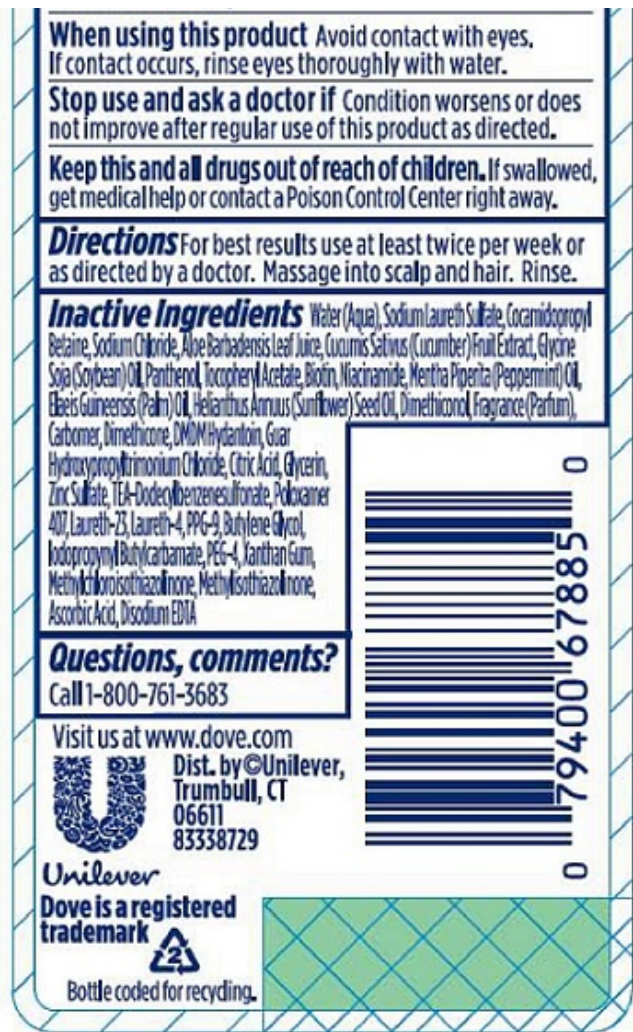 When using this product Avoid contact with eyes.
If contact occurs, rinse eyes thoroughly with water.
Stop use and ask a doctor if Condition worsens or does
not improve after regular use of this product as directed.
Keep this and all drugs out of reach of children. If swallowed,
get medical help or contact a Poison Control Center right away.
Directions For best results use at least twice per week or
as directed by a doctor. Massage into scalp and hair. Rinse.
Inactive Ingredients Water (Aqua), Sodium Laureth Sulfate, Cocamidopropyl
Betaine, Sodium Chloride, Aloe Barbadensis Leaf Juice, Cucumis Sativus (Cucumber) Fruit Extract, Glycine
Soja (Soybean) Oil, Panthenol, Tocopheryl Acetate, Biotin, Niacinamide, Mentha Piperita (Peppermint) Oil,
Elaeis Guineensis (Palm) Oil, Helianthus Annuus (Sunflower) Seed Oil, Dimethiconol, Fragrance (Parfum),
Carbomer, Dimethicone, DMDM Hydantoin, Guar
Hydroxypropyltrimonium Chloride, Citric Acid, Glycerin,
Zinc Sulfate, TEA-Dodecylbenzenesulfonate, Poloxamer
407, Laureth-23, Laureth-4, PPG-9, Butylene Glycol,
Iodopropynyl Butylcarbamate, PEG-4, Xanthan Gum,
Methylchloroisothiazolinone, Methylisothiazolinone,
Ascorbic Acid, Disodium EDTA
Questions, comments?
Call 1-800-761-3683
Visit us at www.dove.com
Dist. by ©Unilever,
Trumbull, CT
06611
83338729
Unilever
Dove is a registered
trademark
2
Bottle coded for recycling.
0 79400 67885 0